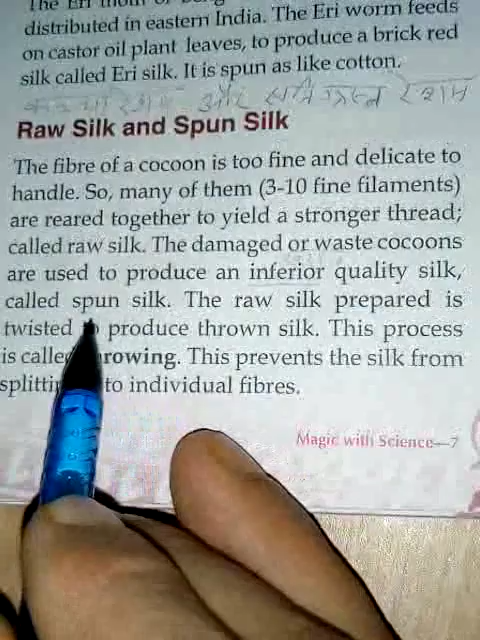 The Eri moth
distributed in eastern India. The Eri worm feeds
on castor oil plant leaves, to produce a brick red
silk called Eri silk. It is spun as like cotton.
Raw Silk and Spun Silk
The fibre of a cocoon is too fine and delicate to
handle. So, many of them (3-10 fine filaments)
are reared together to yield a stronger thread;
called raw silk. The damaged or waste cocoons
are used to produce an inferior quality silk,
called spun silk. The raw silk prepared is
twisted produce thrown silk. This process
is called rowing. This prevents the silk from
splitti to individual fibres.
Magic with Science—7